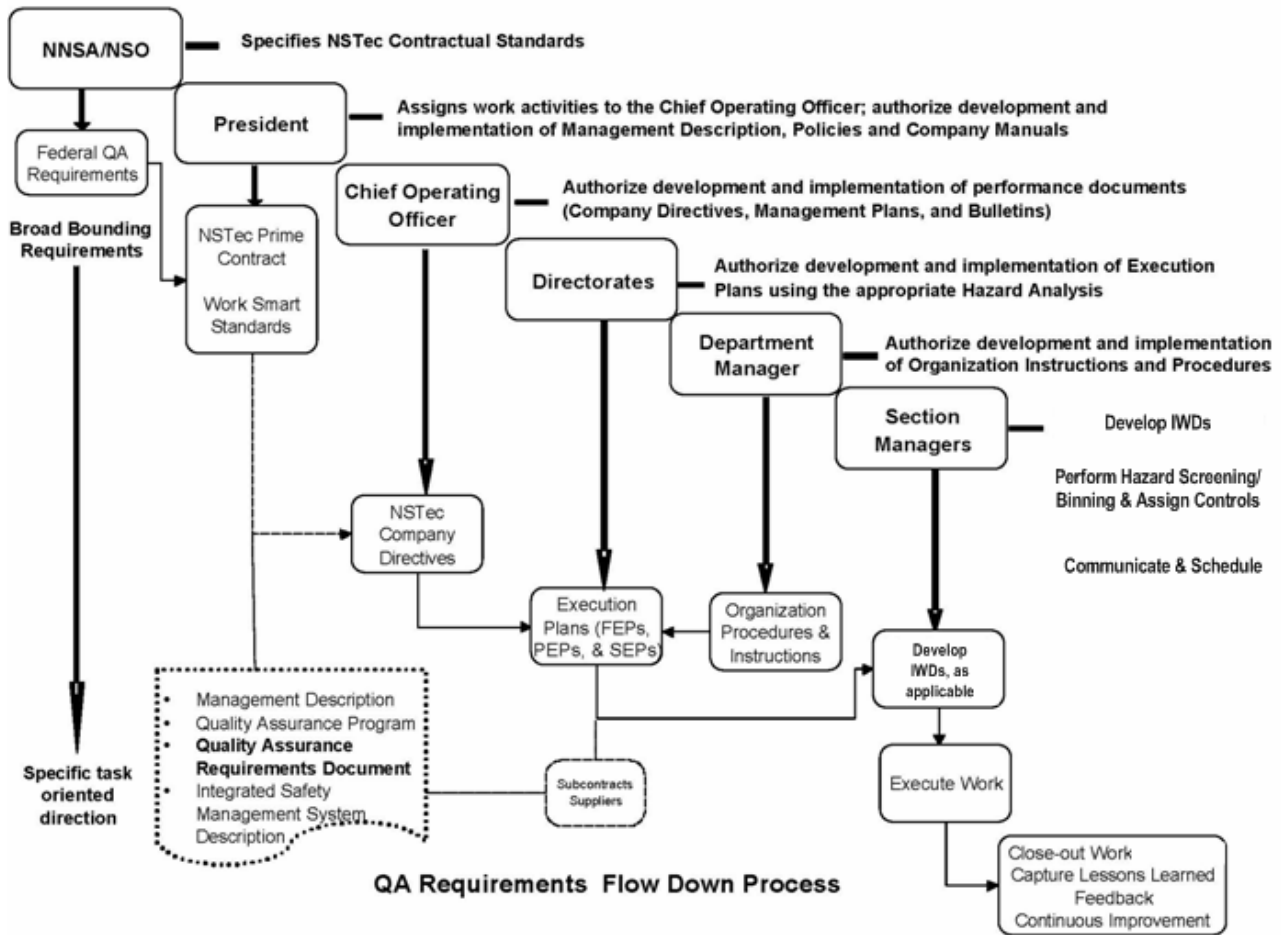 NNSA/NSO
Specifies NSTec Contractual Standards
President
Assigns work activities to the Chief Operating Officer; authorize development and
implementation of Management Description, Policies and Company Manuals
Federal QA
Requirements
Chief Operating
Officer
Authorize development and implementation of performance documents
(Company Directives, Management Plans, and Bulletins)
Broad Bounding
Requirements
NSTec Prime
Contract
Work Smart
Standards
Directorates
Authorize development and implementation of Execution
Plans using the appropriate Hazard Analysis
Department
Manager
Authorize development and implementation
of Organization Instructions and Procedures
Section
Managers
Develop IWDs
Perform Hazard Screening/
Binning & Assign Controls
Communicate & Schedule
NSTec
Company
Directives
Execution
Plans (FEPs,
PEPs, & SEPs)
Organization
Procedures &
Instructions
Develop
IWDs, as
applicable
• Management Description
• Quality Assurance Program
• Quality Assurance
Requirements Document
• Integrated Safety
Management System
Description
Specific task
oriented
direction
Subcontracts
Suppliers
Execute Work
Close-out Work
Capture Lessons Learned
Feedback
Continuous Improvement
QA Requirements Flow Down Process